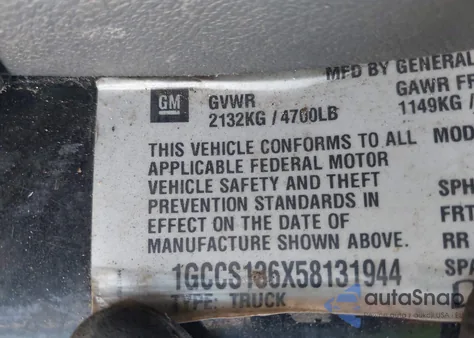 MFD BY GENERAL
GM
GVWR
GAWR FR
2132KG / 4700LB
1149KG /
THIS VEHICLE CONFORMS TO ALL
MOD
APPLICABLE FEDERAL MOTOR
VEHICLE SAFETY AND THEFT
SPH
PREVENTION STANDARDS IN
FRT
EFFECT ON THE DATE OF
RR
MANUFACTURE SHOWN ABOVE.
SPA
1GCCS136X58131944
TYPE: TRUCK
autoSnap